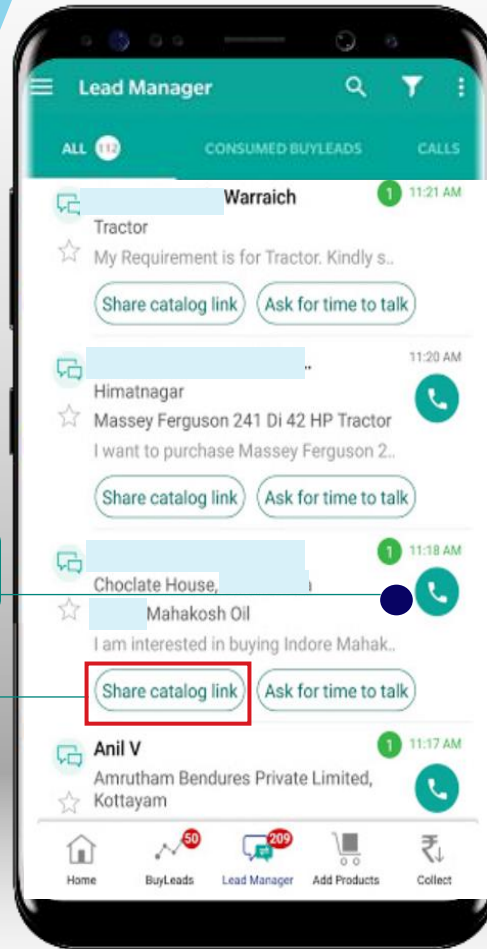 Lead Manager
ALL 112 CONSUMED BUYLEADS CALLS
Warraich 1 11:21 AM
Tractor
My Requirement is for Tractor. Kindly s..
Share catalog link Ask for time to talk
.. 11:20 AM
Himatnagar
Massey Ferguson 241 Di 42 HP Tractor
I want to purchase Massey Ferguson 2..
Share catalog link Ask for time to talk
1 11:18 AM
Choclate House,
Mahakosh Oil
I am interested in buying Indore Mahak..
Share catalog link Ask for time to talk
Anil V 1 11:17 AM
Amrutham Bendures Private Limited,
Kottayam
50 209
Home BuyLeads Lead Manager Add Products Collect